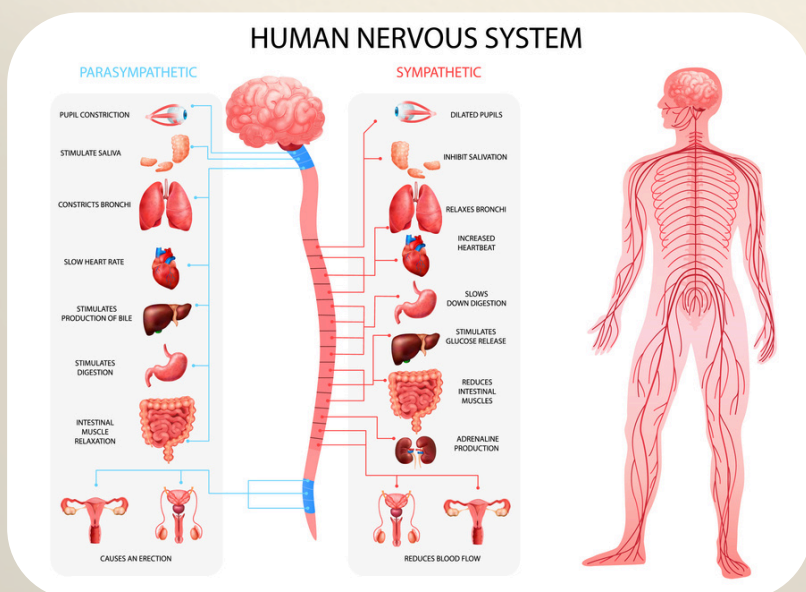 HUMAN NERVOUS SYSTEM
PARASYMPATHETIC
PUPIL CONSTRICTION
STIMULATE SALIVA
CONSTRICTS BRONCHI
SLOW HEART RATE
STIMULATES
PRODUCTION OF BILE
STIMULATES
DIGESTION
INTESTINAL
MUSCLE
RELAXATION
CAUSES AN ERECTION
SYMPATHETIC
DILATED PUPILS
INHIBIT SALIVATION
RELAXES BRONCHI
INCREASED
HEARTBEAT
SLOWS
DOWN DIGESTION
STIMULATES
GLUCOSE RELEASE
REDUCES
INTESTINAL
MUSCLES
ADRENALINE
PRODUCTION
REDUCES BLOOD FLOW